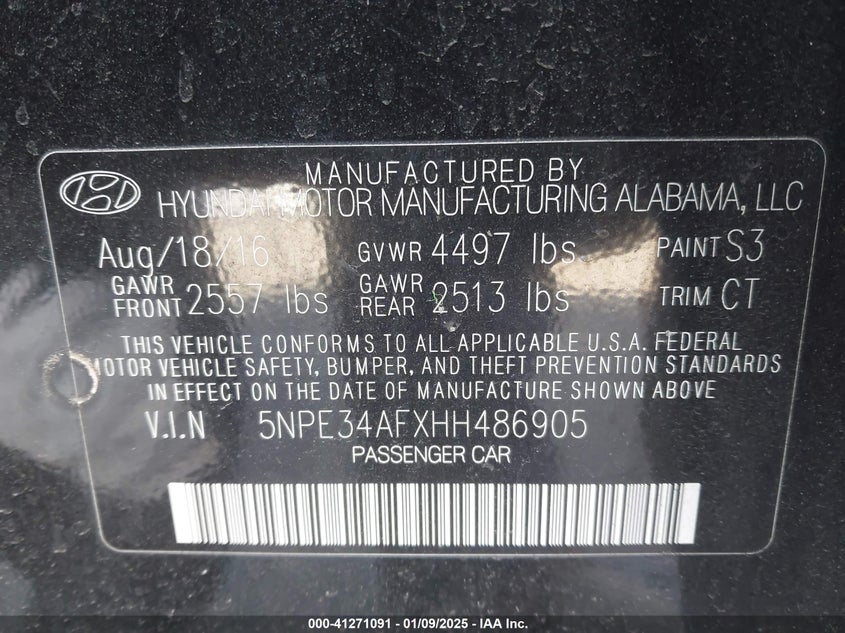 MANUFACTURED BY
HYUNDAI MOTOR MANUFACTURING ALABAMA, LLC
Aug/18/16 GVWR 4497 lbs PAINT S3
GAWR FRONT 2557 lbs GAWR REAR 2513 lbs TRIM CT
THIS VEHICLE CONFORMS TO ALL APPLICABLE U.S.A. FEDERAL
MOTOR VEHICLE SAFETY, BUMPER, AND THEFT PREVENTION STANDARDS
IN EFFECT ON THE DATE OF MANUFACTURE SHOWN ABOVE
V.I.N 5NPE34AFXHH486905
PASSENGER CAR
000-41271091 - 01/09/2025 - IAA Inc.